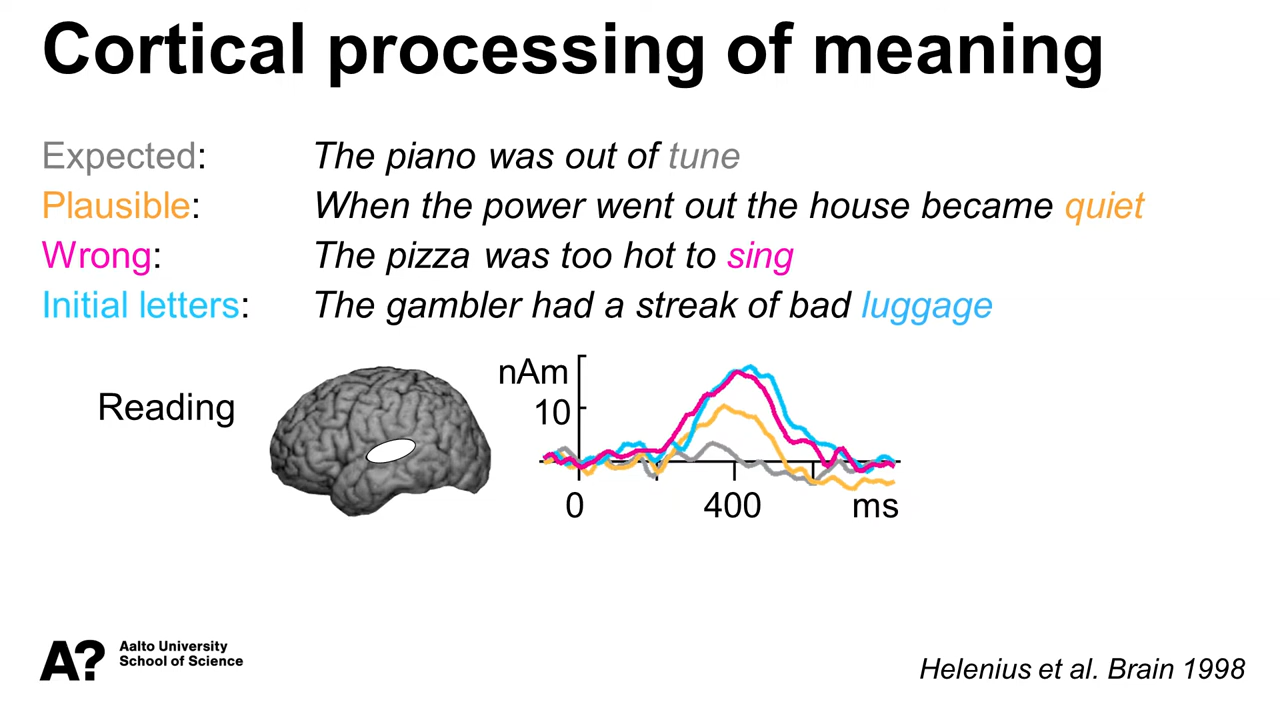 Cortical processing of meaning
Expected: The piano was out of tune
Plausible: When the power went out the house became quiet
Wrong: The pizza was too hot to sing
Initial letters: The gambler had a streak of bad luggage
Reading
nAm
10
0 400 ms
A?
Aalto University
School of Science
Helenius et al. Brain 1998